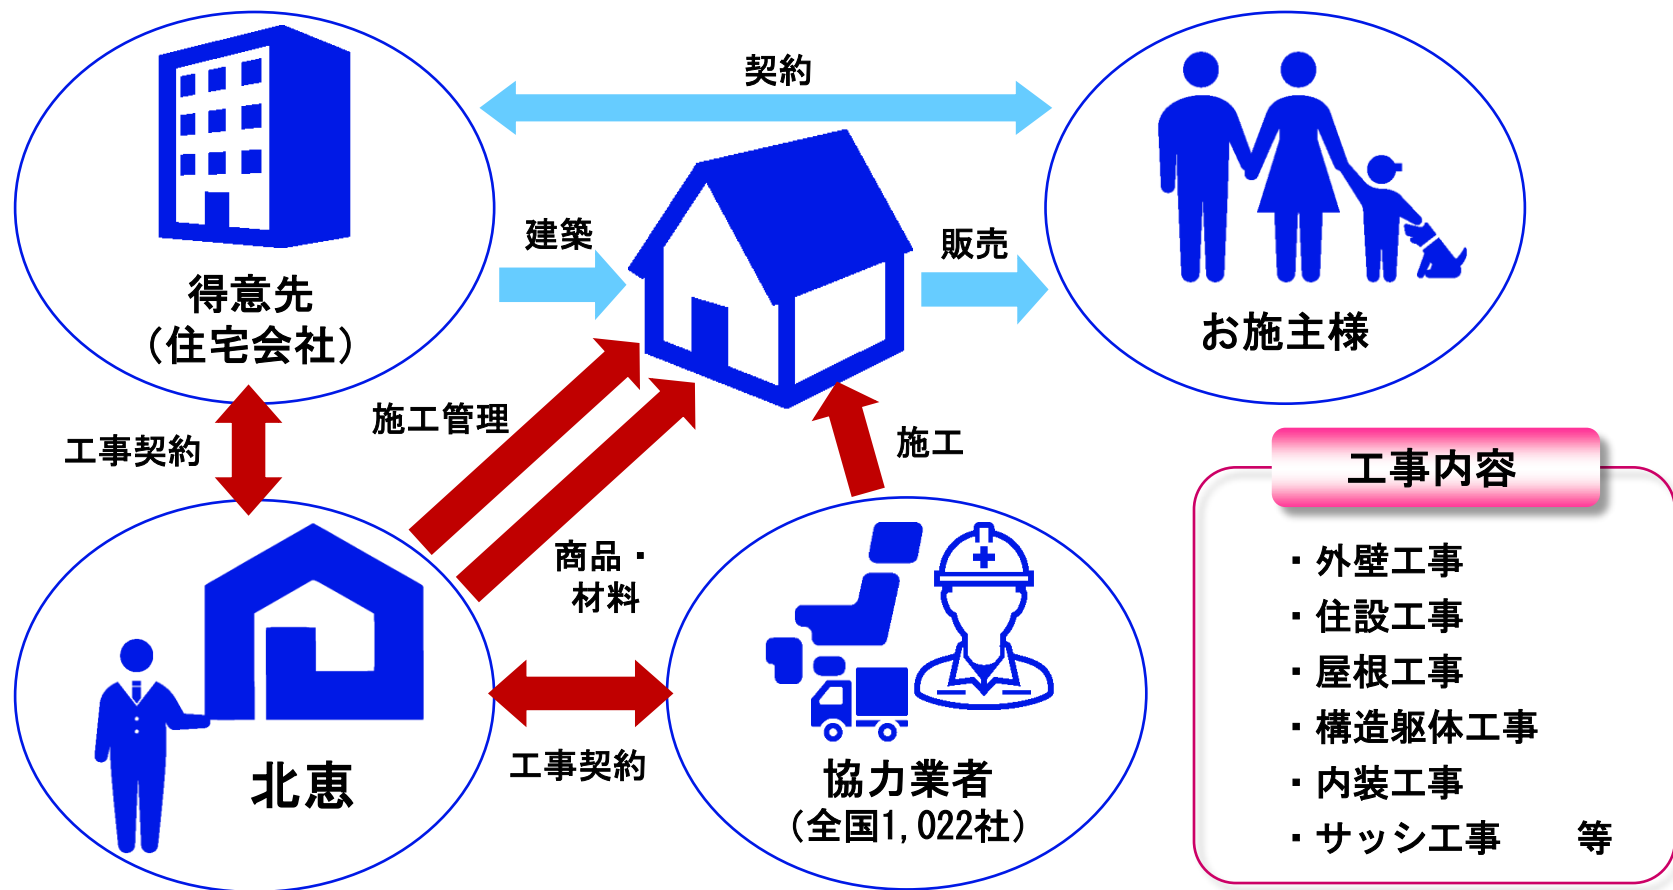 契約
建築
販売
得意先
（住宅会社）
お施主様
施工管理
工事契約
施工
商品・
材料
工事契約
北恵
協力業者
（全国1,022社）
工事内容
・外壁工事
・住設工事
・屋根工事
・構造躯体工事
・内装工事
・サッシ工事　　等